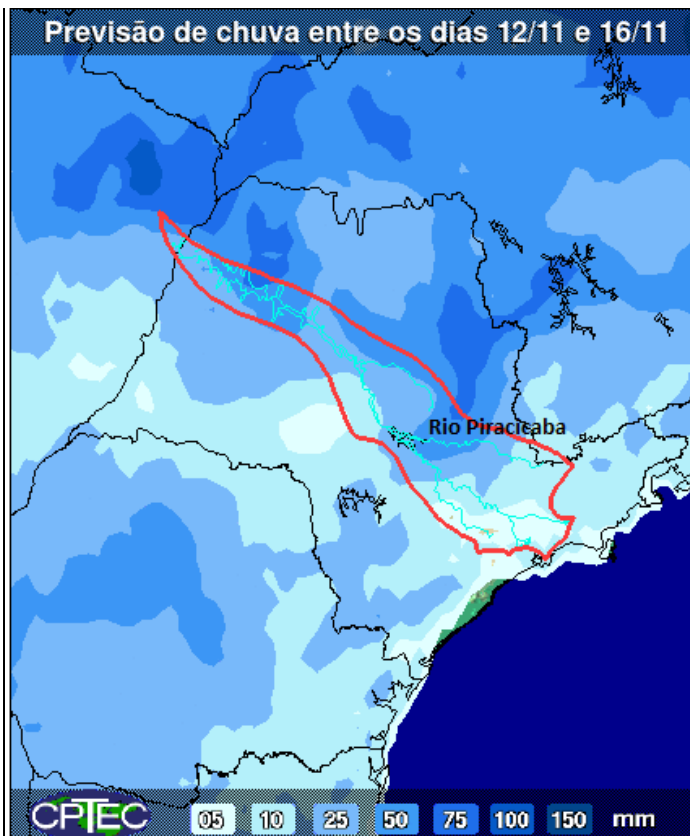 Previsão de chuva entre os dias 12/11 e 16/11
Rio Piracicaba
CPTEC 05 10 25 50 75 100 150 mm